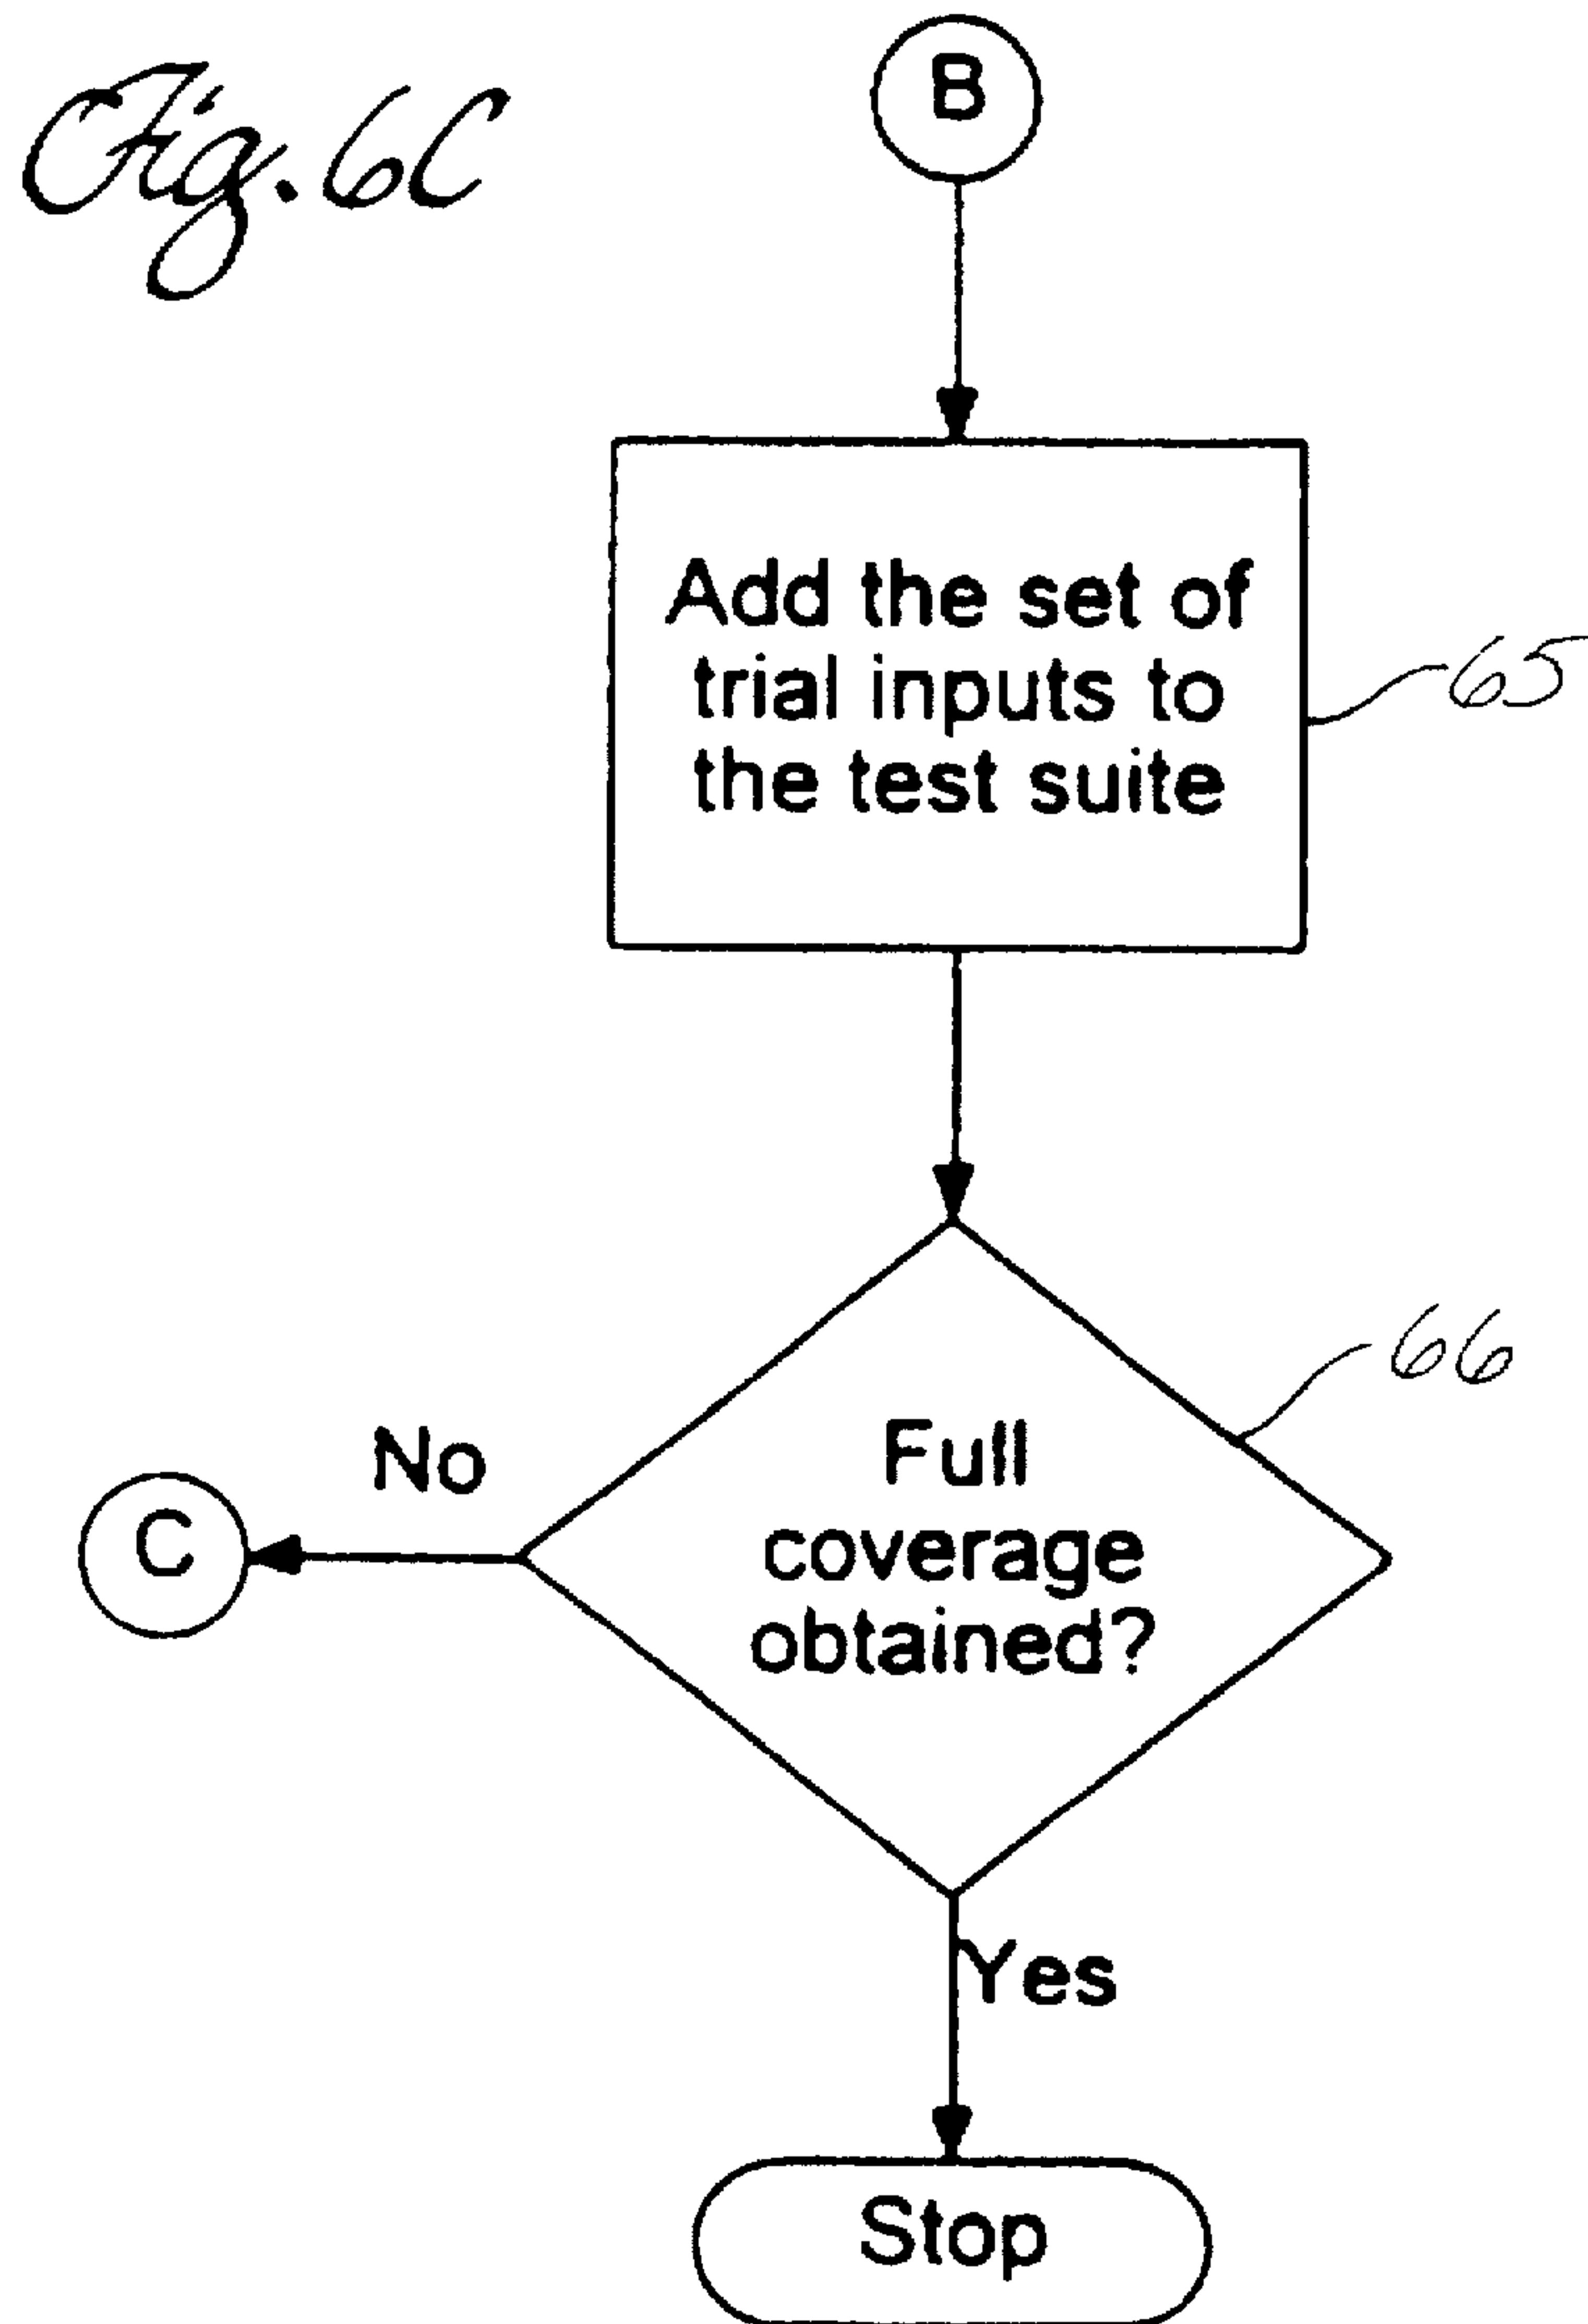 Fig. 6C
B
Add the set of
trial inputs to
the test suite
65
66
Full
coverage
obtained?
No
C
Yes
Stop